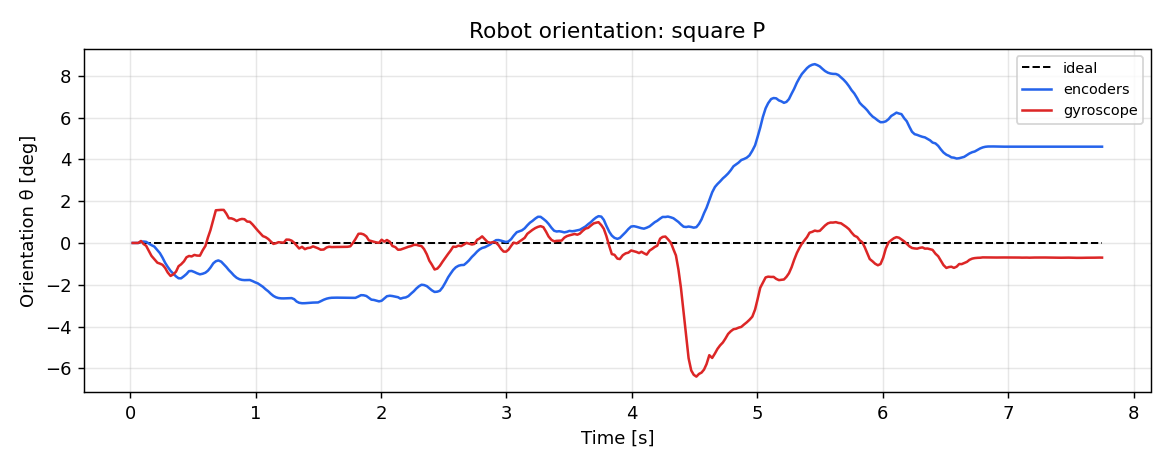 Robot orientation: square P
Orientation θ [deg]
8
6
4
2
0
−2
−4
−6
0 1 2 3 4 5 6 7 8
Time [s]
ideal
encoders
gyroscope